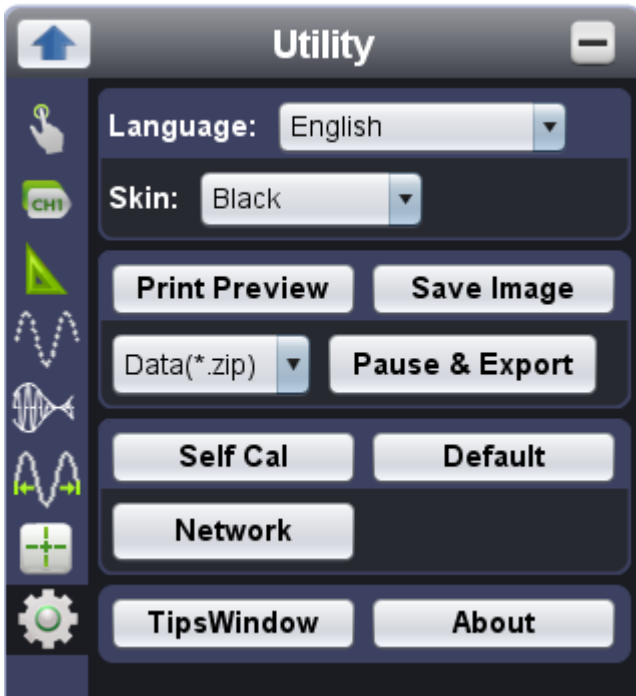 Utility
Language: English
CH1
Skin: Black
Print Preview Save Image
Data(*.zip) Pause & Export
Self Cal Default
Network
TipsWindow About